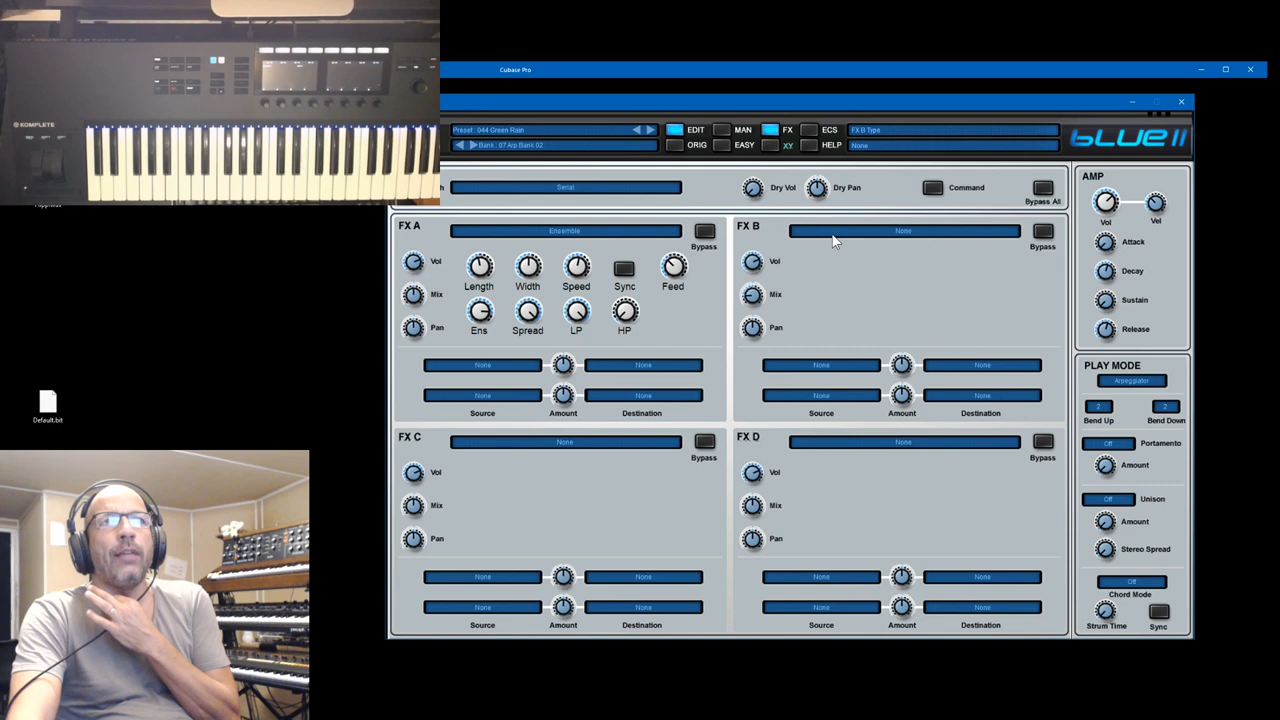 Cubase Pro
KOMPLETE
Preset : 044 Green Rain
EDIT
MAN
FX
ECS
FX B Type
Bank : 07 Arp Bank 02
ORIG
EASY
XY
HELP
None
BLUE II
Serial
Dry Vol
Dry Pan
Command
Bypass All
AMP
Vol
Vel
Attack
Decay
Sustain
Release
FX A
Ensemble
Bypass
Vol
Mix
Pan
Length
Width
Speed
Sync
Feed
Ens
Spread
LP
HP
None
None
None
None
Source
Amount
Destination
FX B
None
Bypass
Vol
Mix
Pan
None
None
None
None
Source
Amount
Destination
PLAY MODE
Arpeggiator
2
2
Bend Up
Bend Down
Off
Portamento
Amount
Off
Unison
Amount
Stereo Spread
Off
Chord Mode
Strum Time
Sync
FX C
None
Bypass
Vol
Mix
Pan
None
None
None
None
Source
Amount
Destination
FX D
None
Bypass
Vol
Mix
Pan
None
None
None
None
Source
Amount
Destination
Default.bit